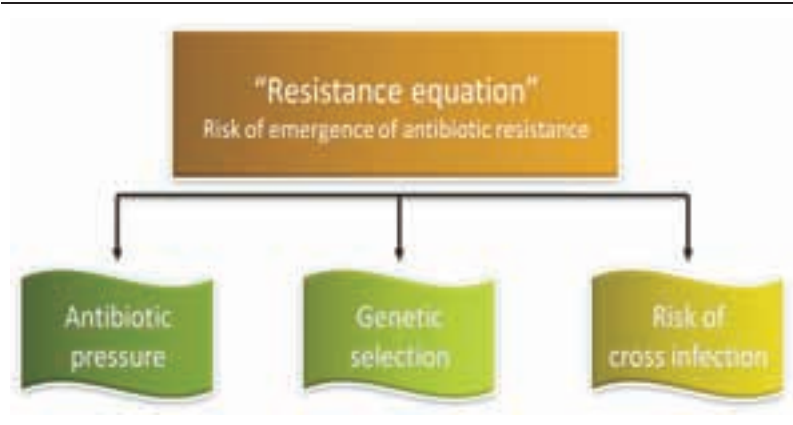 “Resistance equation”
Risk of emergence of antibiotic resistance
Antibiotic
pressure
Genetic
selection
Risk of
cross infection